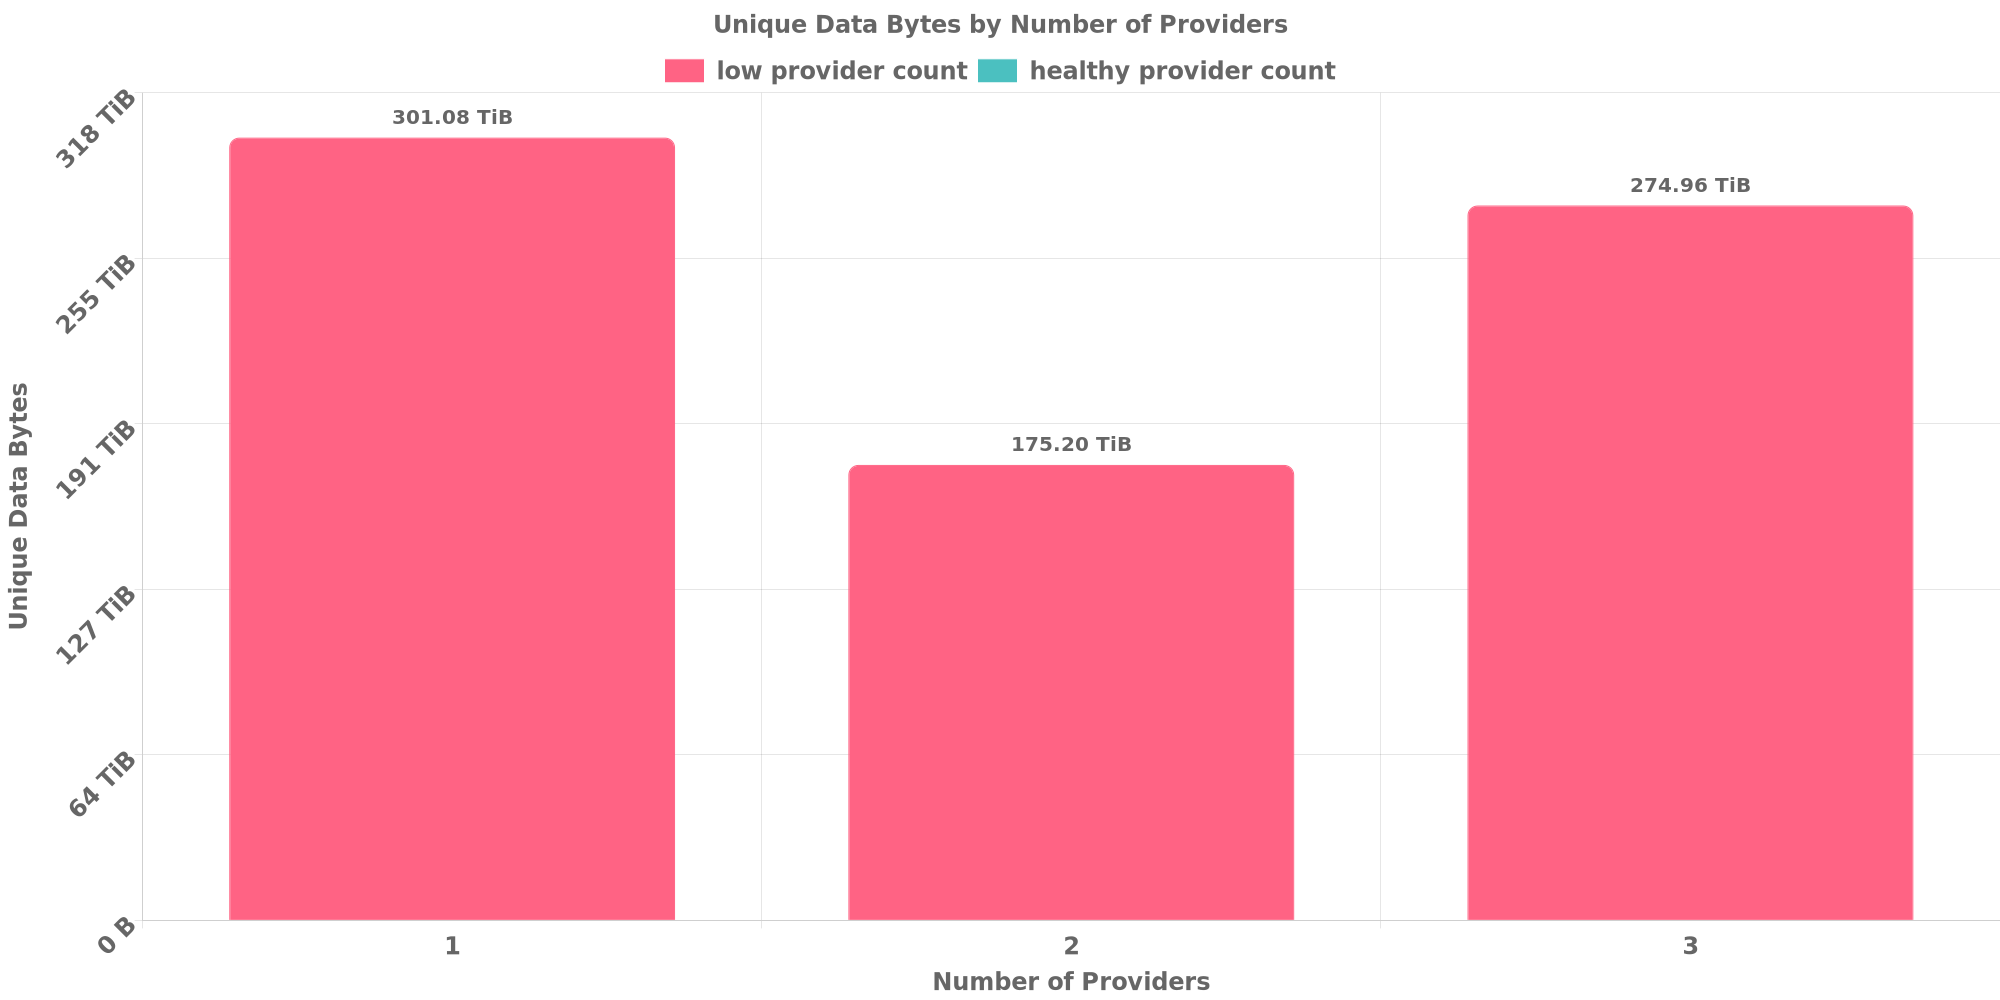 Unique Data Bytes by Number of Providers
low provider count healthy provider count
318 TiB
255 TiB
191 TiB
127 TiB
64 TiB
0 B
Unique Data Bytes
301.08 TiB
175.20 TiB
274.96 TiB
1 2 3
Number of Providers